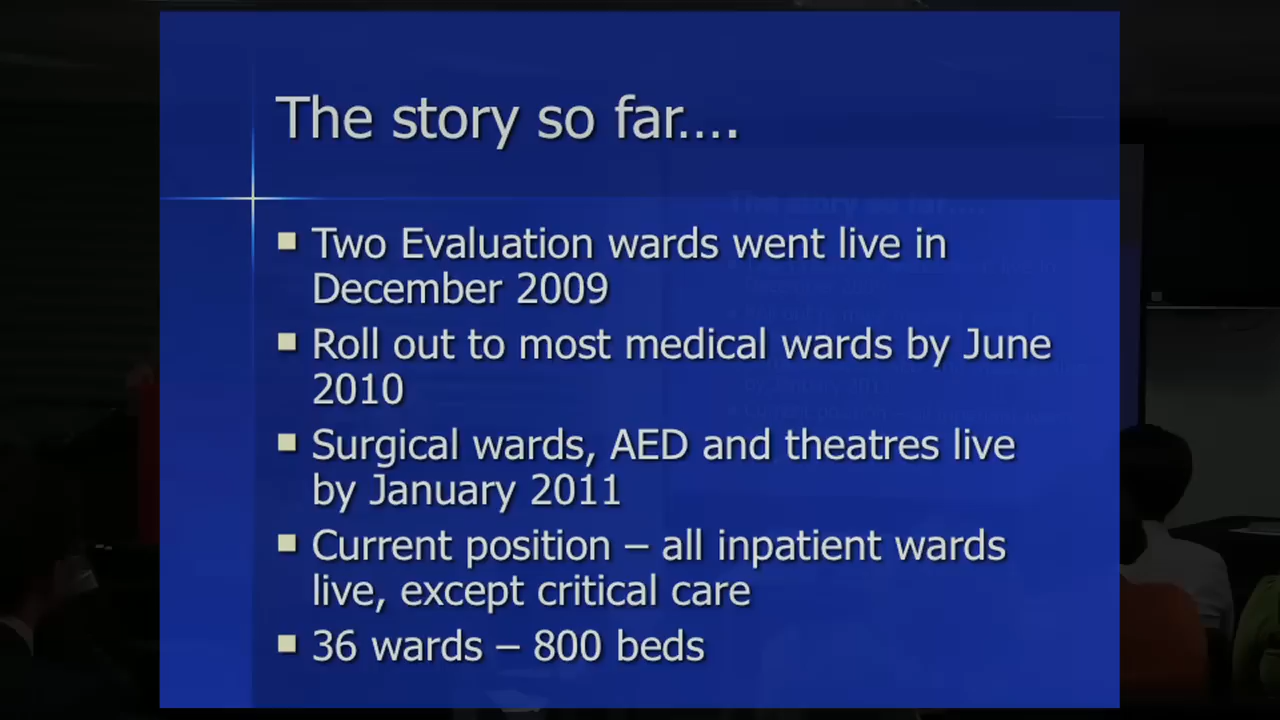 The story so far....
Two Evaluation wards went live in
December 2009
Roll out to most medical wards by June
2010
Surgical wards, AED and theatres live
by January 2011
Current position – all inpatient wards
live, except critical care
36 wards – 800 beds